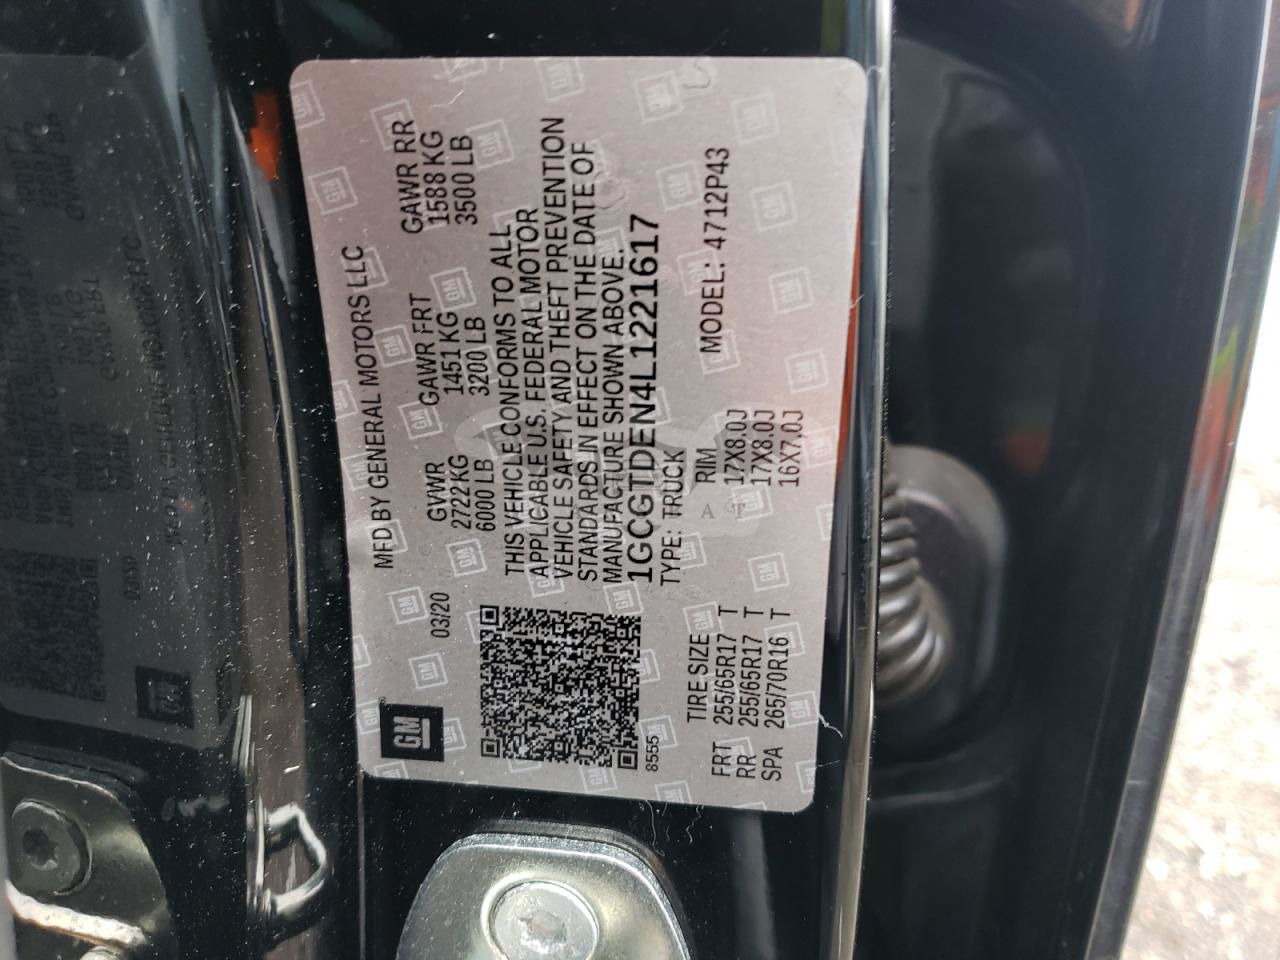 GM
MFD BY GENERAL MOTORS LLC
03/20
GVWR GAWR FRT GAWR RR
2722KG 1451 KG 1588 KG
6000 LB 3200 LB 3500 LB
THIS VEHICLE CONFORMS TO ALL
APPLICABLE U.S. FEDERAL MOTOR
VEHICLE SAFETY AND THEFT PREVENTION
STANDARDS IN EFFECT ON THE DATE OF
MANUFACTURE SHOWN ABOVE.
1GCGTDEN4L1221617
8555
TYPE: TRUCK
MODEL: 4712P43
TIRE SIZE RIM
FRT 255/65R17 T 17X8.0J
RR 255/65R17 T 17X8.0J
SPA 265/70R16 T 16X7.0J